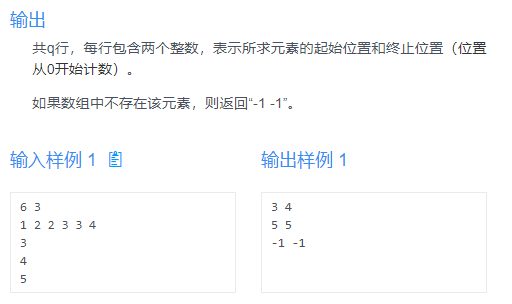 输出
共q行，每行包含两个整数，表示所求元素的起始位置和终止位置（位置
从0开始计数）。
如果数组中不存在该元素，则返回“-1 -1”。
输入样例 1
6 3
1 2 2 3 3 4
3
4
5
输出样例 1
3 4
5 5
-1 -1